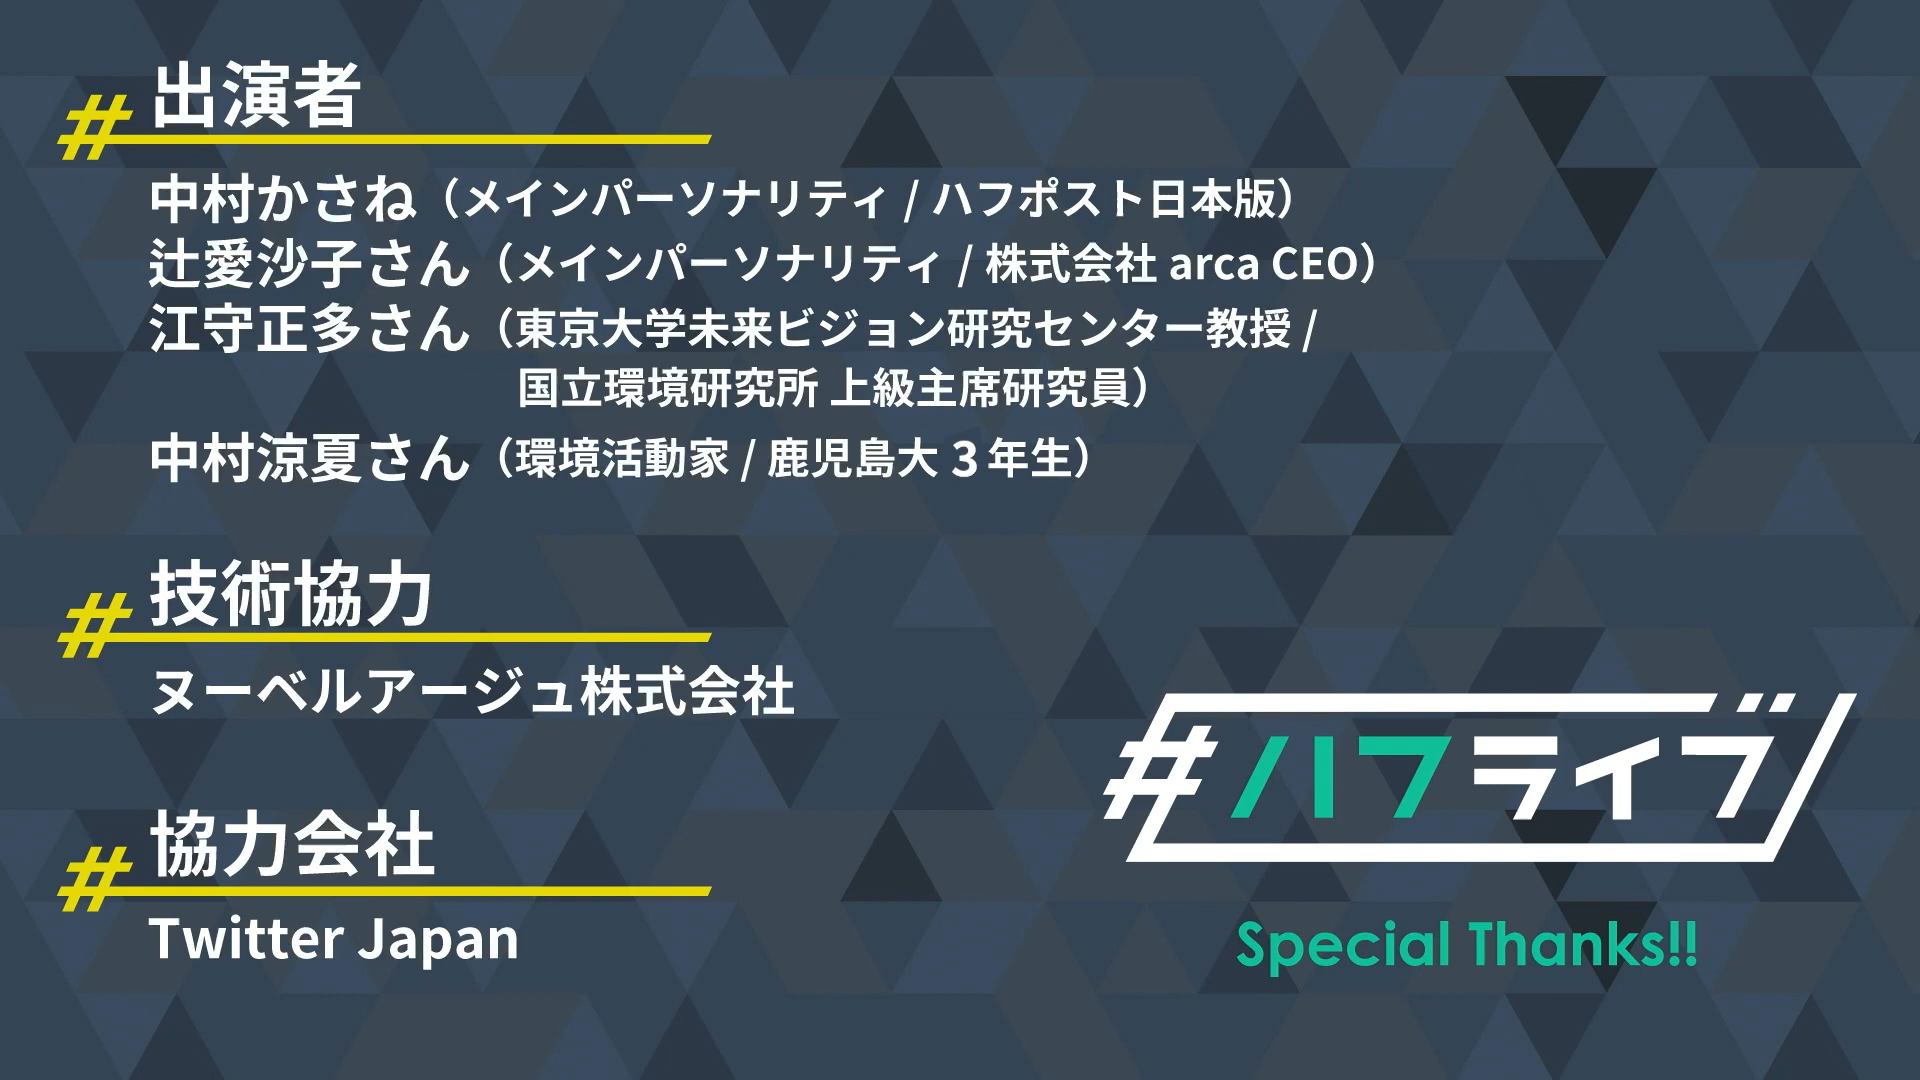 # 出演者
中村かさね（メインパーソナリティ / ハフポスト日本版）
辻愛沙子さん（メインパーソナリティ / 株式会社 arca CEO）
江守正多さん（東京大学未来ビジョン研究センター教授 /
国立環境研究所 上級主席研究員）
中村涼夏さん（環境活動家 / 鹿児島大３年生）
# 技術協力
ヌーベルアージュ株式会社
# 協力会社
Twitter Japan
#ハフライブ
Special Thanks!!